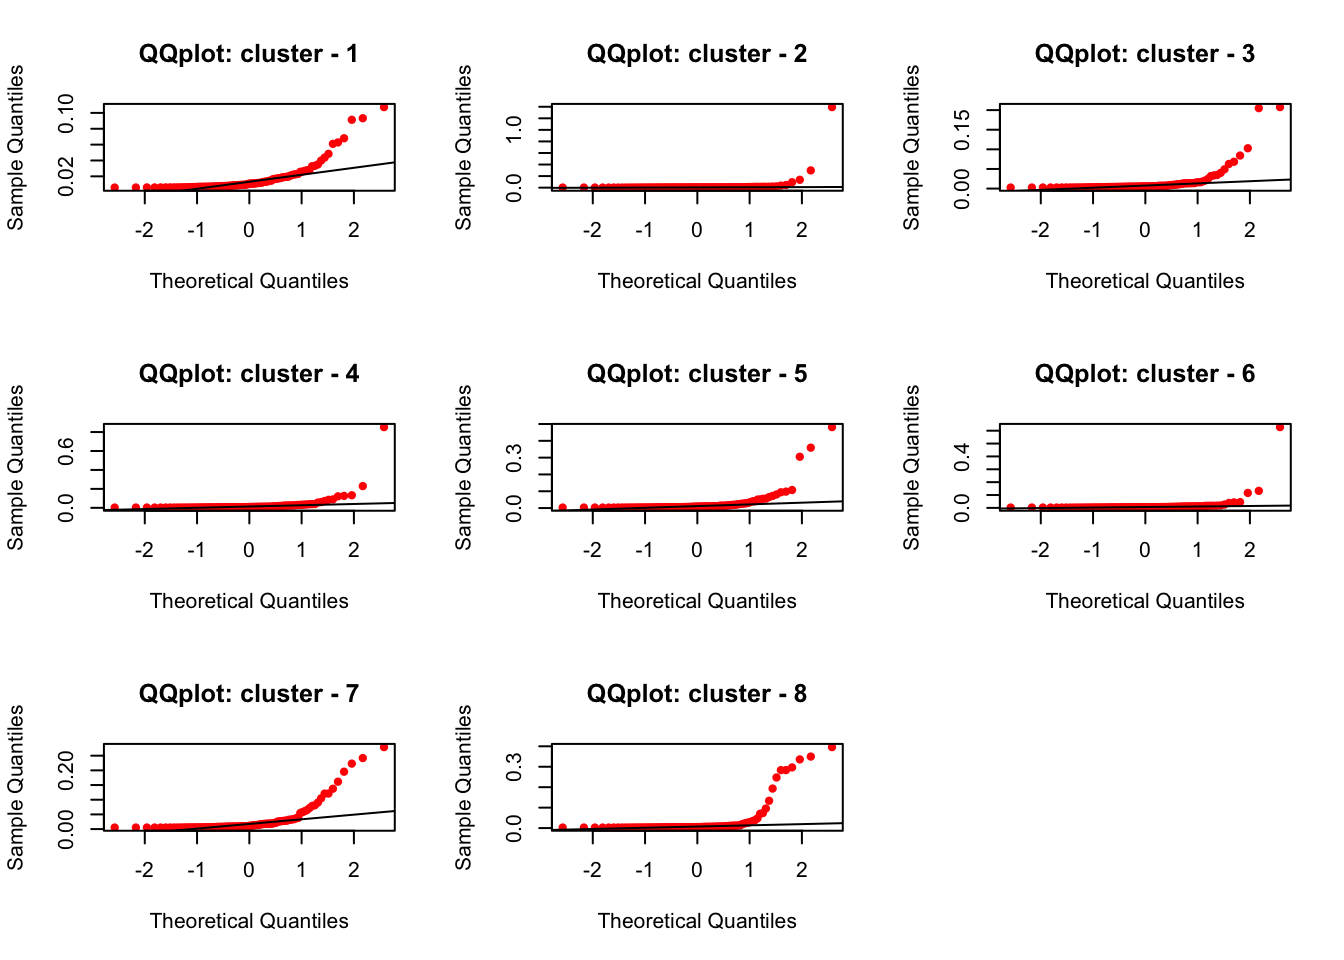 QQplot: cluster - 1
Sample Quantiles
0.10
0.02
-2 -1 0 1 2
Theoretical Quantiles
QQplot: cluster - 2
Sample Quantiles
1.0
0.0
-2 -1 0 1 2
Theoretical Quantiles
QQplot: cluster - 3
Sample Quantiles
0.15
0.00
-2 -1 0 1 2
Theoretical Quantiles
QQplot: cluster - 4
Sample Quantiles
0.6
0.0
-2 -1 0 1 2
Theoretical Quantiles
QQplot: cluster - 5
Sample Quantiles
0.3
0.0
-2 -1 0 1 2
Theoretical Quantiles
QQplot: cluster - 6
Sample Quantiles
0.4
0.0
-2 -1 0 1 2
Theoretical Quantiles
QQplot: cluster - 7
Sample Quantiles
0.20
0.00
-2 -1 0 1 2
Theoretical Quantiles
QQplot: cluster - 8
Sample Quantiles
0.3
0.0
-2 -1 0 1 2
Theoretical Quantiles